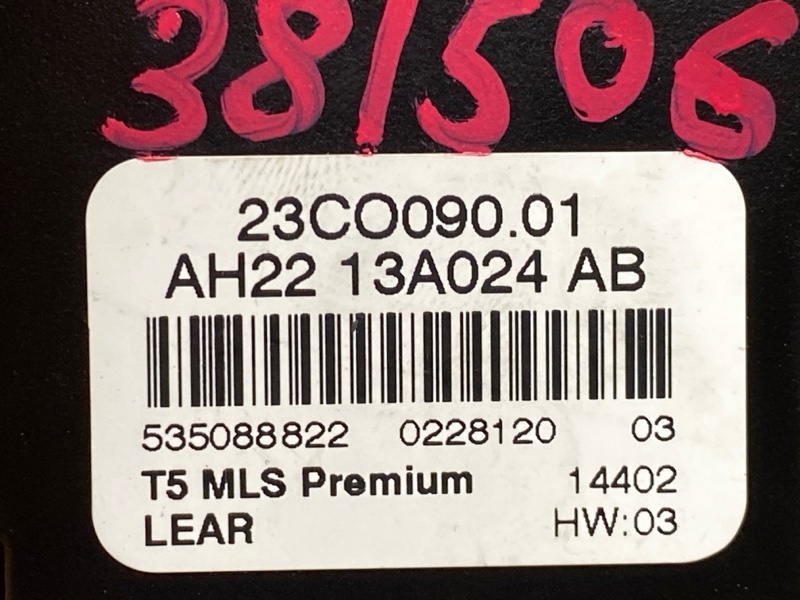 381506
23CO090.01
AH22 13A024 AB
535088822 0228120 03
T5 MLS Premium 14402
LEAR HW:03